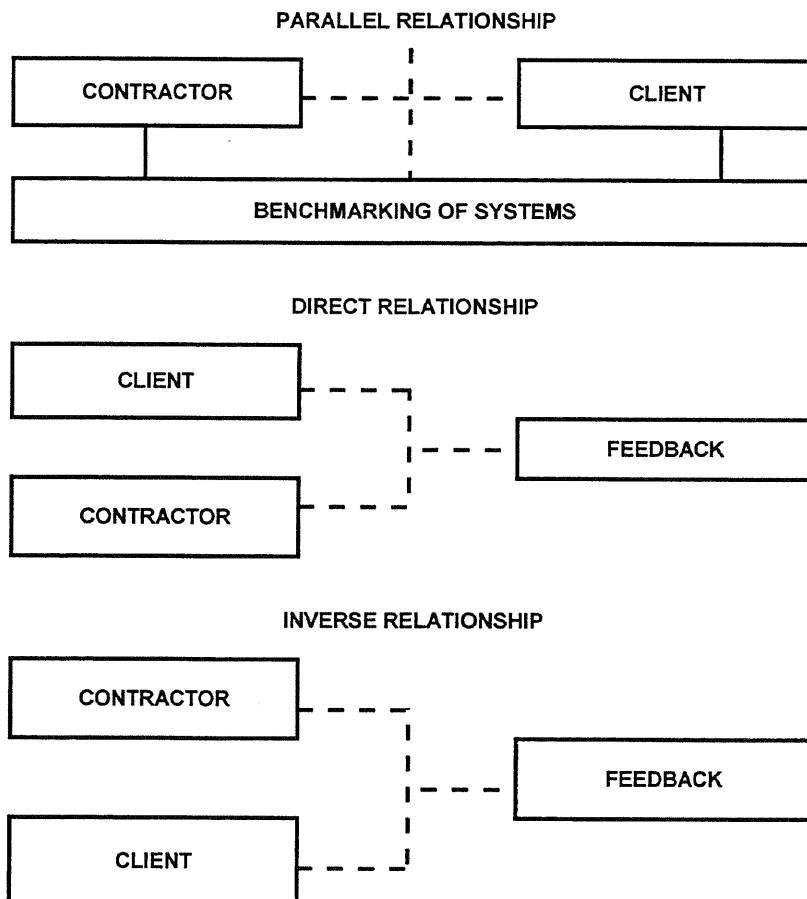 PARALLEL RELATIONSHIP
CONTRACTOR
CLIENT
BENCHMARKING OF SYSTEMS
DIRECT RELATIONSHIP
CLIENT
FEEDBACK
CONTRACTOR
INVERSE RELATIONSHIP
CONTRACTOR
FEEDBACK
CLIENT